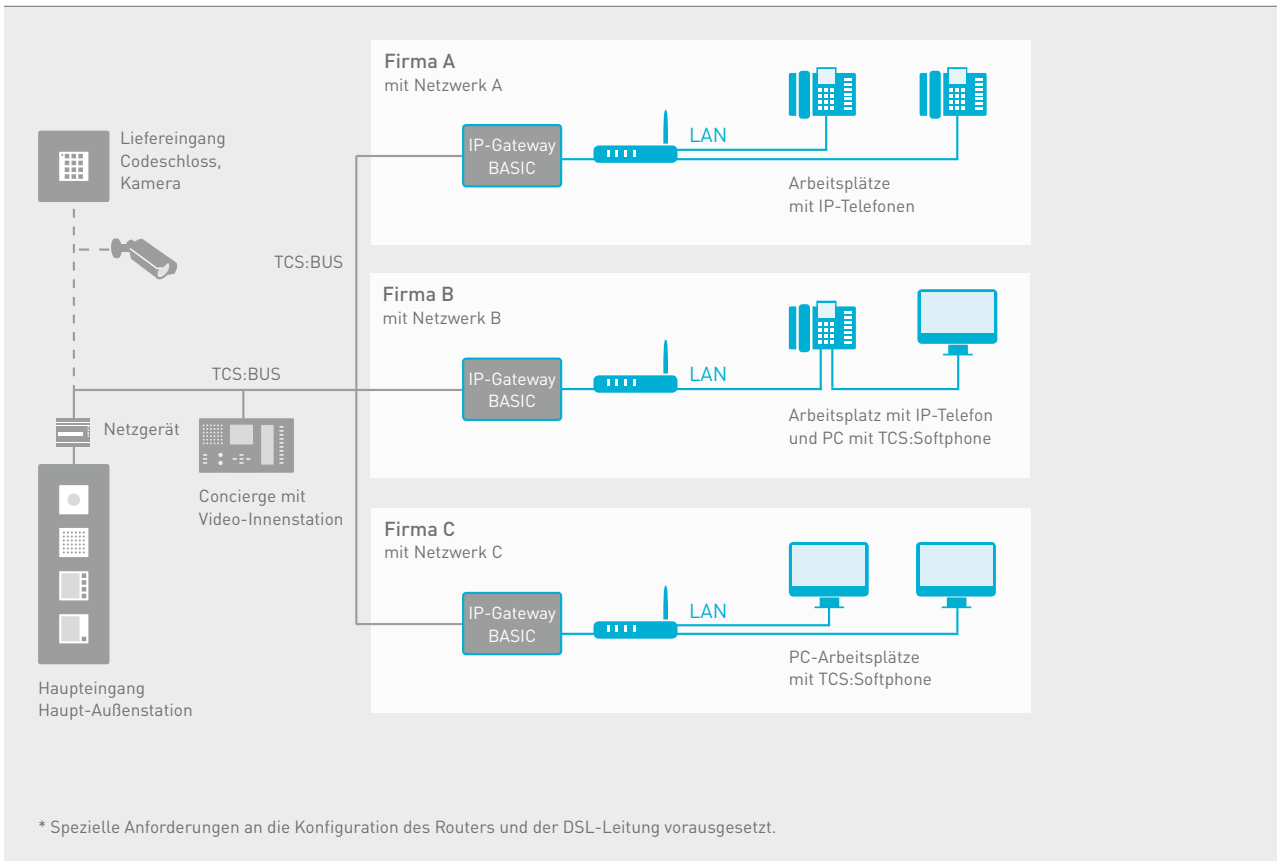 Firma A
mit Netzwerk A
IP-Gateway
BASIC
LAN
Arbeitsplätze
mit IP-Telefonen
Liefereingang
Codeschloss,
Kamera
TCS:BUS
Firma B
mit Netzwerk B
IP-Gateway
BASIC
LAN
Arbeitsplatz mit IP-Telefon
und PC mit TCS:Softphone
TCS:BUS
Netzgerät
Concierge mit
Video-Innenstation
Firma C
mit Netzwerk C
IP-Gateway
BASIC
LAN
PC-Arbeitsplätze
mit TCS:Softphone
Haupteingang
Haupt-Außenstation
* Spezielle Anforderungen an die Konfiguration des Routers und der DSL-Leitung vorausgesetzt.